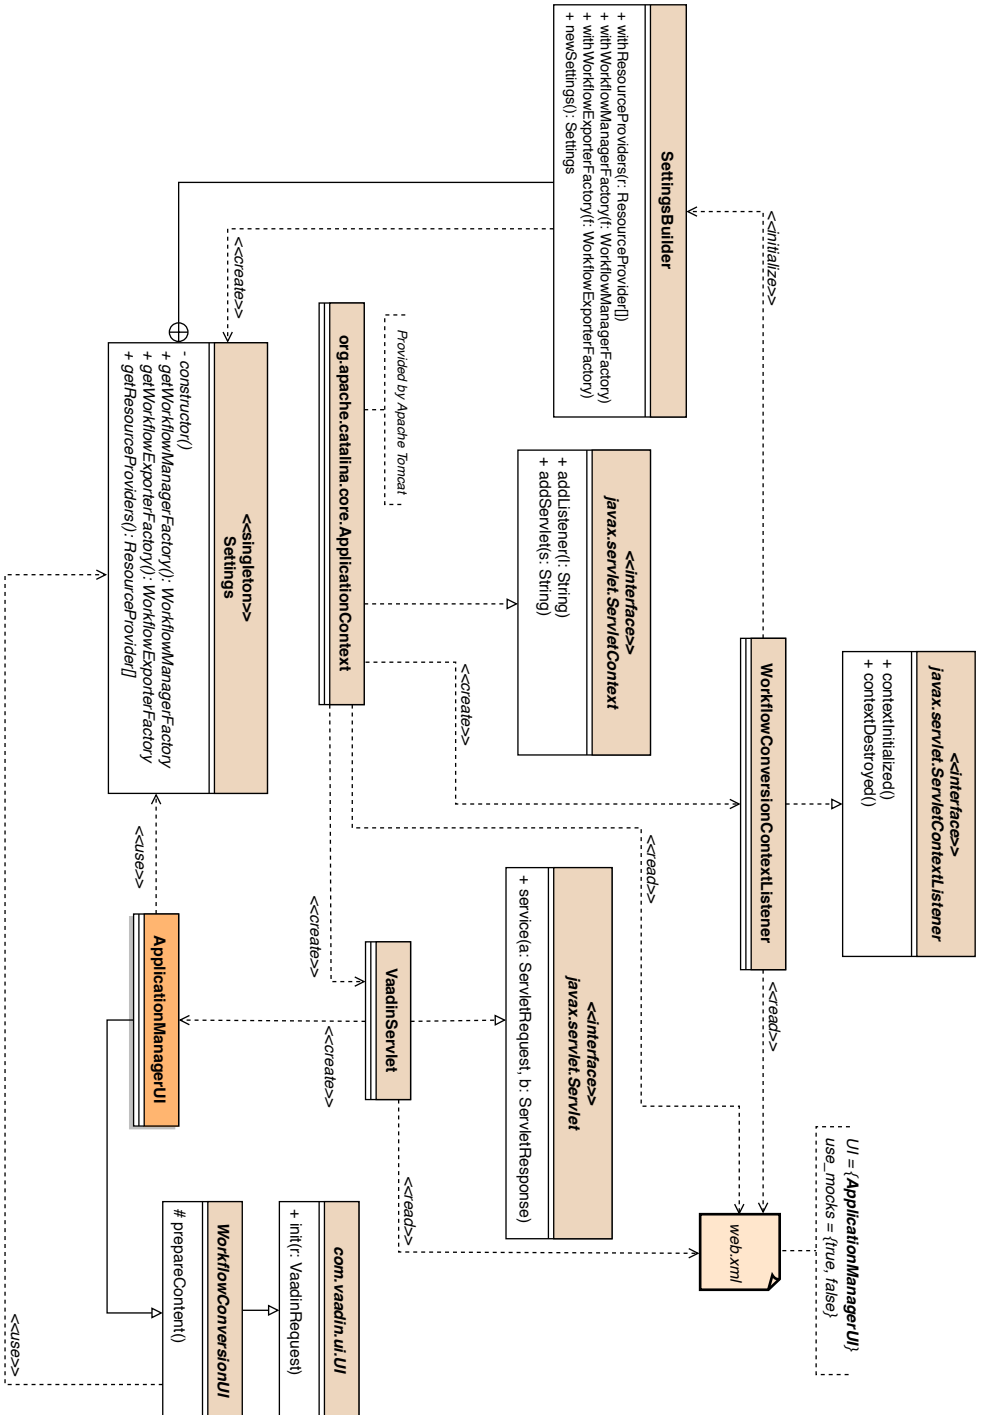 <<interface>>
javax.servlet.ServletContextListener
+ contextInitialized()
+ contextDestroyed()
UI = {ApplicationManagerUI}
use_mocks = {true, false}
<<initialize>>
WorkflowConversionContextListener
<<read>>
web.xml
SettingsBuilder
+ withResourceProviders(r: ResourceProvider[])
+ withWorkflowManagerFactory(f: WorkflowManagerFactory)
+ withWorkflowExporterFactory(f: WorkflowExporterFactory)
+ newSettings(): Settings
<<interface>>
javax.servlet.ServletContext
+ addListener(l: String)
+ addServlet(s: String)
<<read>>
<<interface>>
javax.servlet.Servlet
+ service(a: ServletRequest, b: ServletResponse)
<<create>>
Provided by Apache Tomcat
org.apache.catalina.core.ApplicationContext
<<read>>
VaadinServlet
<<create>>
<<create>>
com.vaadin.ui.UI
+ init(r: VaadinRequest)
<<create>>
<<singleton>>
Settings
- constructor()
+ getWorkflowManagerFactory(): WorkflowManagerFactory
+ getWorkflowExporterFactory(): WorkflowExporterFactory
+ getResourceProviders(): ResourceProvider[]
<<use>>
ApplicationManagerUI
WorkflowConversionUI
# prepareContent()
<<use>>